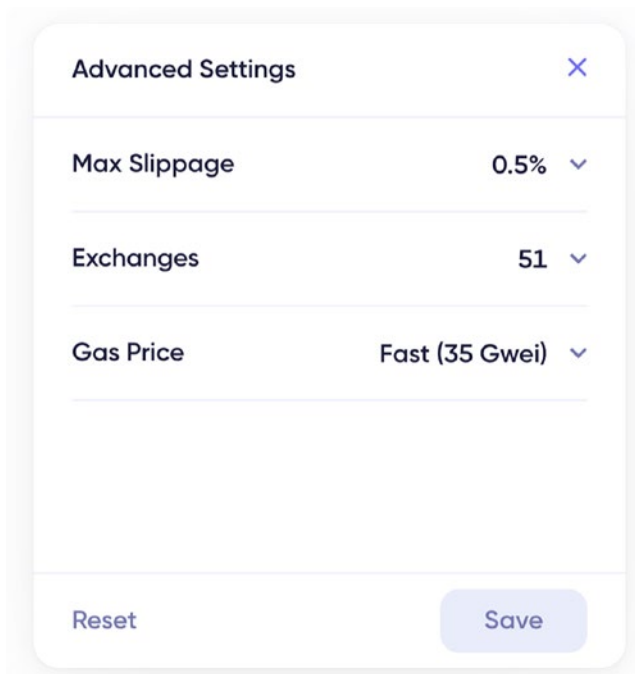 Advanced Settings
Max Slippage 0.5%
Exchanges 51
Gas Price Fast (35 Gwei)
Reset Save